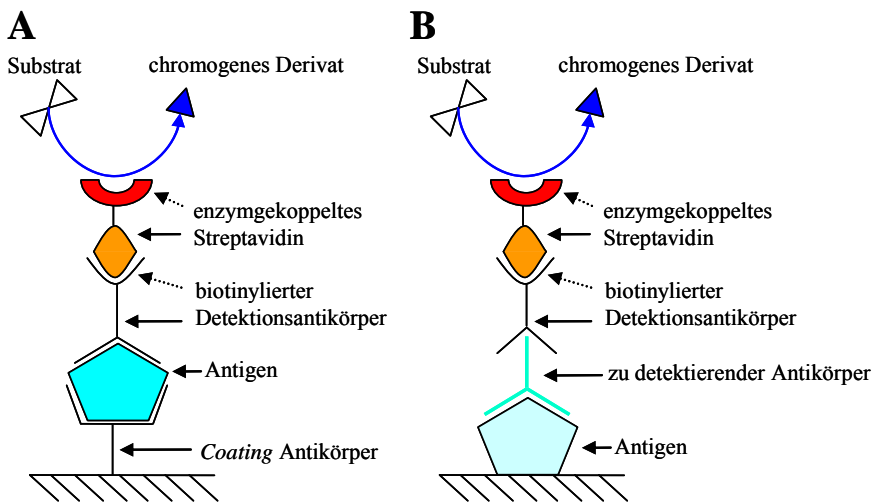 A
Substrat
chromogenes Derivat
enzymgekoppeltes
Streptavidin
biotinylierter
Detektionsantikörper
Antigen
Coating Antikörper
B
Substrat
chromogenes Derivat
enzymgekoppeltes
Streptavidin
biotinylierter
Detektionsantikörper
zu detektierender Antikörper
Antigen